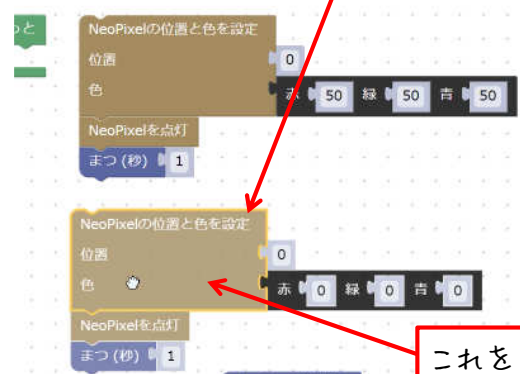 っと
NeoPixelの位置と色を設定
位置 0
色 赤 50 緑 50 青 50
NeoPixelを点灯
まつ (秒) 1
NeoPixelの位置と色を設定
位置 0
色 赤 0 緑 0 青 0
NeoPixelを点灯
まつ (秒) 1
これを